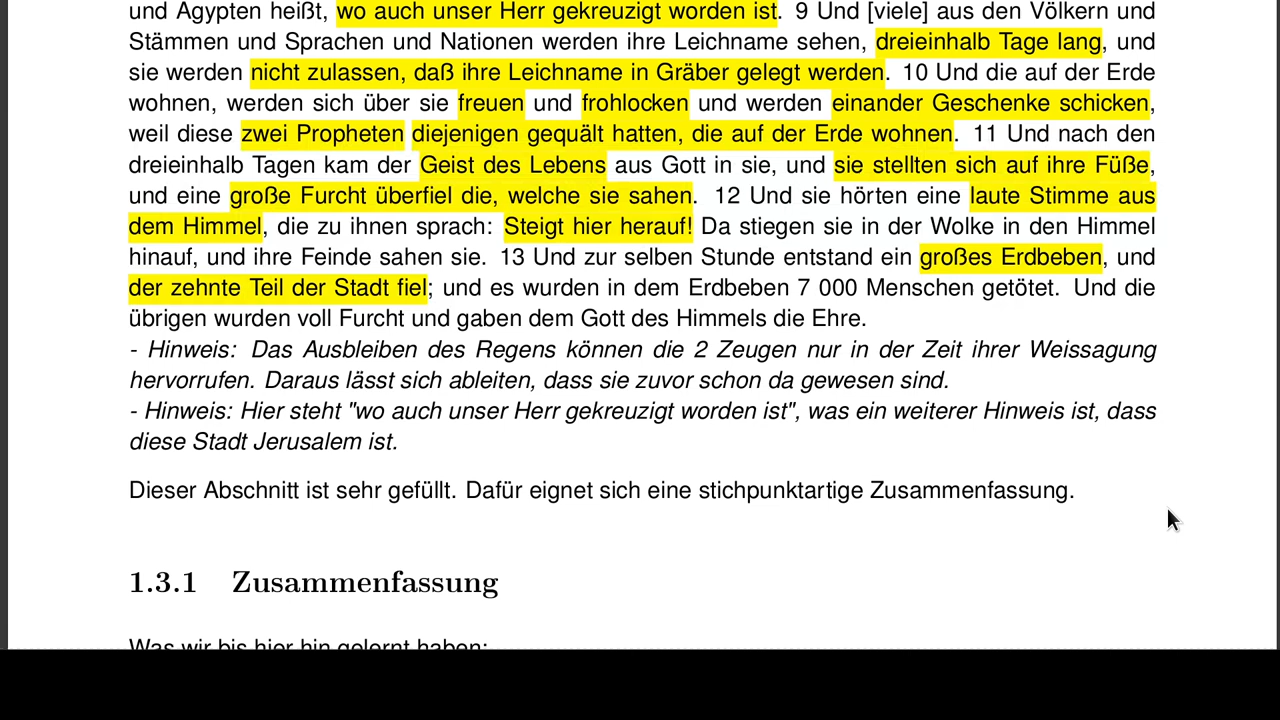 und Ägypten heißt, wo auch unser Herr gekreuzigt worden ist. 9 Und [viele] aus den Völkern und
Stämmen und Sprachen und Nationen werden ihre Leichname sehen, dreieinhalb Tage lang, und
sie werden nicht zulassen, daß ihre Leichname in Gräber gelegt werden. 10 Und die auf der Erde
wohnen, werden sich über sie freuen und frohlocken und werden einander Geschenke schicken,
weil diese zwei Propheten diejenigen gequält hatten, die auf der Erde wohnen. 11 Und nach den
dreieinhalb Tagen kam der Geist des Lebens aus Gott in sie, und sie stellten sich auf ihre Füße,
und eine große Furcht überfiel die, welche sie sahen. 12 Und sie hörten eine laute Stimme aus
dem Himmel, die zu ihnen sprach: Steigt hier herauf! Da stiegen sie in der Wolke in den Himmel
hinauf, und ihre Feinde sahen sie. 13 Und zur selben Stunde entstand ein großes Erdbeben, und
der zehnte Teil der Stadt fiel; und es wurden in dem Erdbeben 7 000 Menschen getötet. Und die
übrigen wurden voll Furcht und gaben dem Gott des Himmels die Ehre.
- Hinweis: Das Ausbleiben des Regens können die 2 Zeugen nur in der Zeit ihrer Weissagung
hervorrufen. Daraus lässt sich ableiten, dass sie zuvor schon da gewesen sind.
- Hinweis: Hier steht "wo auch unser Herr gekreuzigt worden ist", was ein weiterer Hinweis ist, dass
diese Stadt Jerusalem ist.
Dieser Abschnitt ist sehr gefüllt. Dafür eignet sich eine stichpunktartige Zusammenfassung.
1.3.1 Zusammenfassung
Was wir bis hier hin gelernt haben: